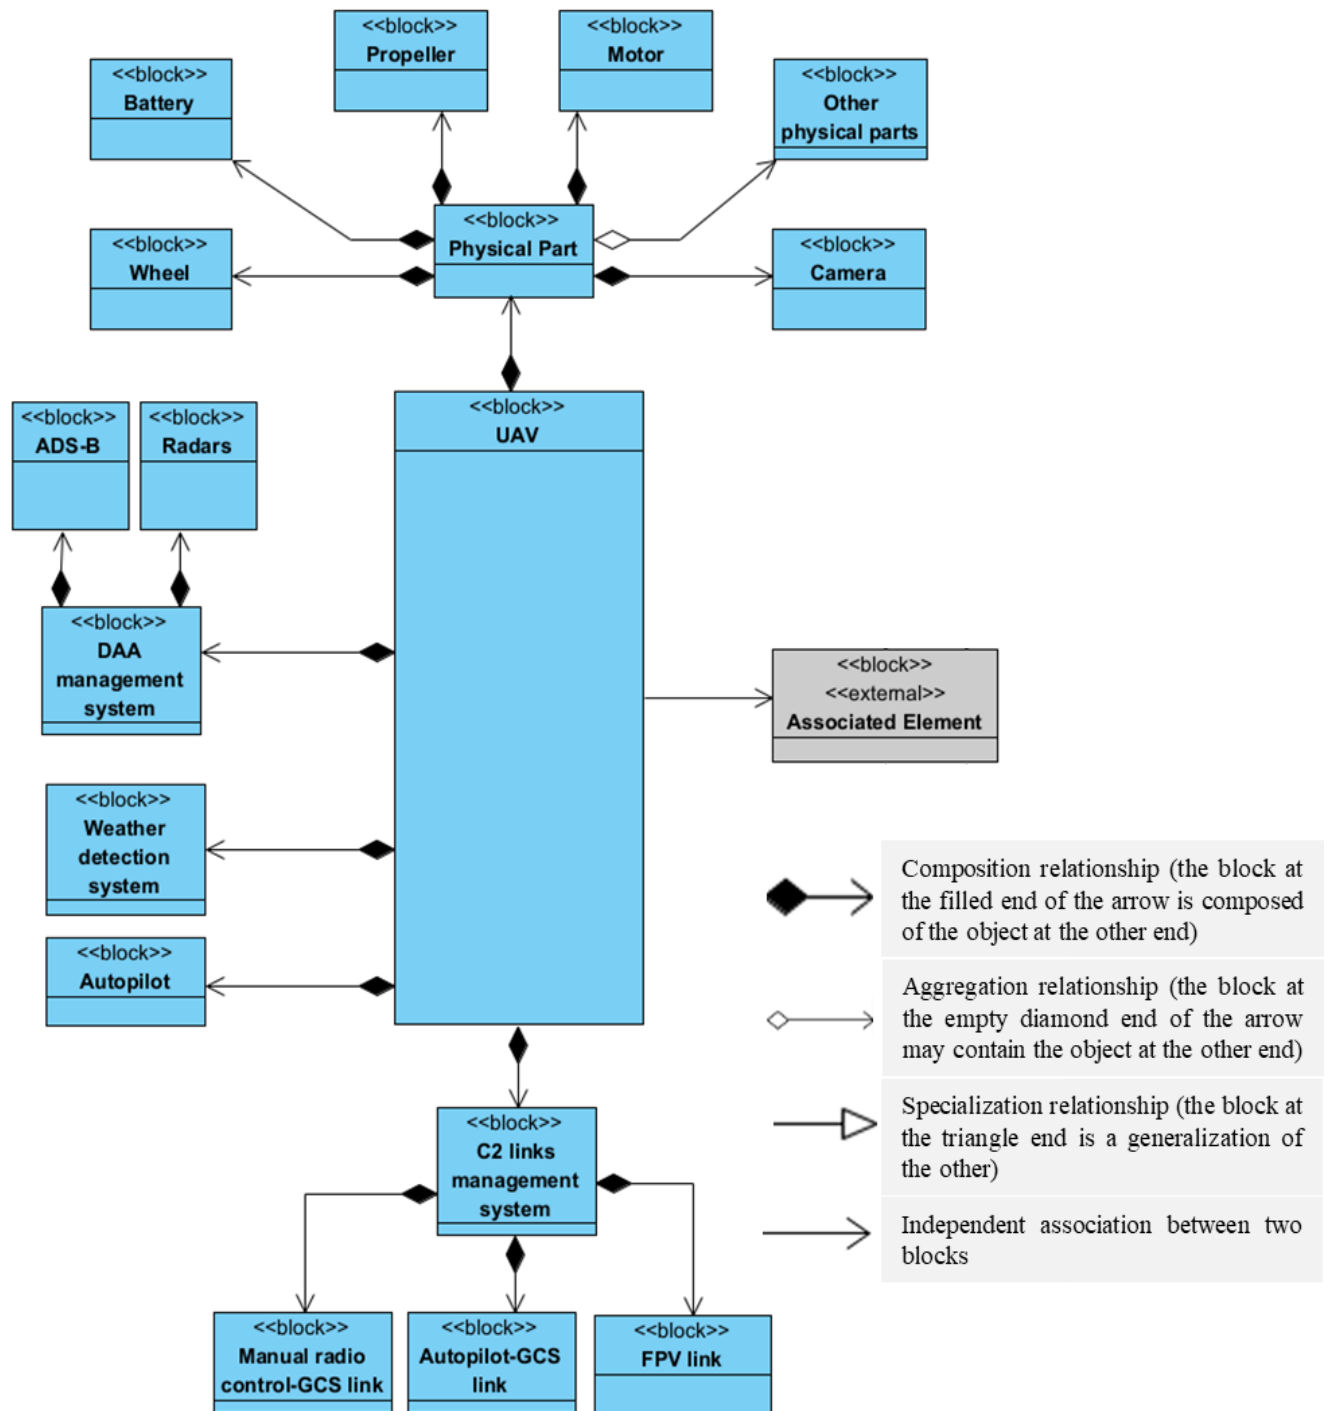 <<block>>
Propeller
<<block>>
Motor
<<block>>
Battery
<<block>>
Other
physical parts
<<block>>
Physical Part
<<block>>
Wheel
<<block>>
Camera
<<block>>
UAV
<<block>>
ADS-B
<<block>>
Radars
<<block>>
DAA
management
system
<<block>>
<<external>>
Associated Element
<<block>>
Weather
detection
system
<<block>>
Autopilot
Composition relationship (the block at
the filled end of the arrow is composed
of the object at the other end)
Aggregation relationship (the block at
the empty diamond end of the arrow
may contain the object at the other end)
Specialization relationship (the block at
the triangle end is a generalization of
the other)
Independent association between two
blocks
<<block>>
C2 links
management
system
<<block>>
Manual radio
control-GCS link
<<block>>
Autopilot-GCS
link
<<block>>
FPV link